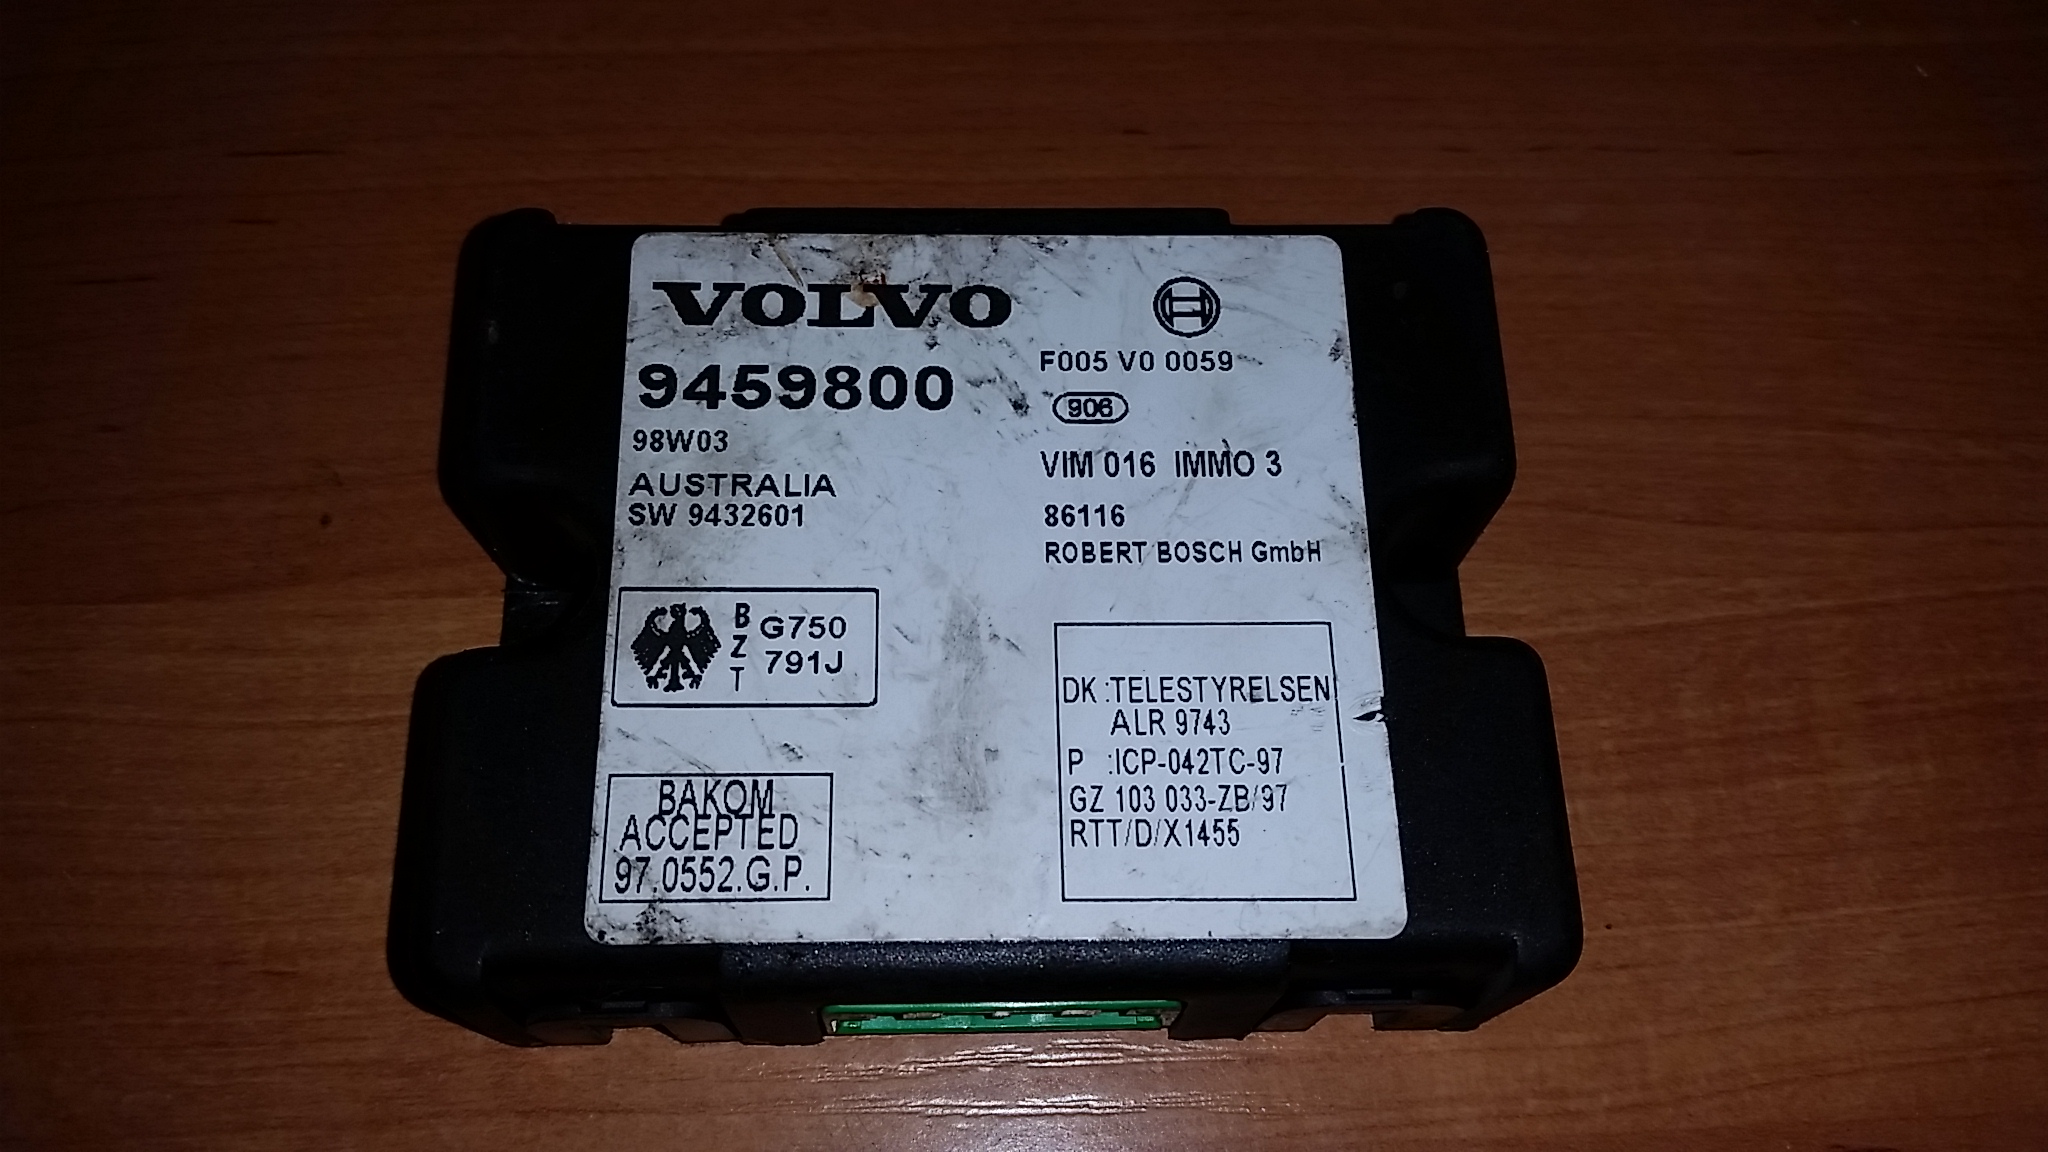 VOLVO
9459800
98W03
AUSTRALIA
SW 9432601
F005 V0 0059
906
VIM 016 IMMO 3
86116
ROBERT BOSCH GmbH
BZT
G750
791J
BAKOM
ACCEPTED
97.0552.G.P.
DK :TELESTYRELSEN
ALR 9743
P :ICP-042TC-97
GZ 103 033-ZB/97
RTT/D/X1455